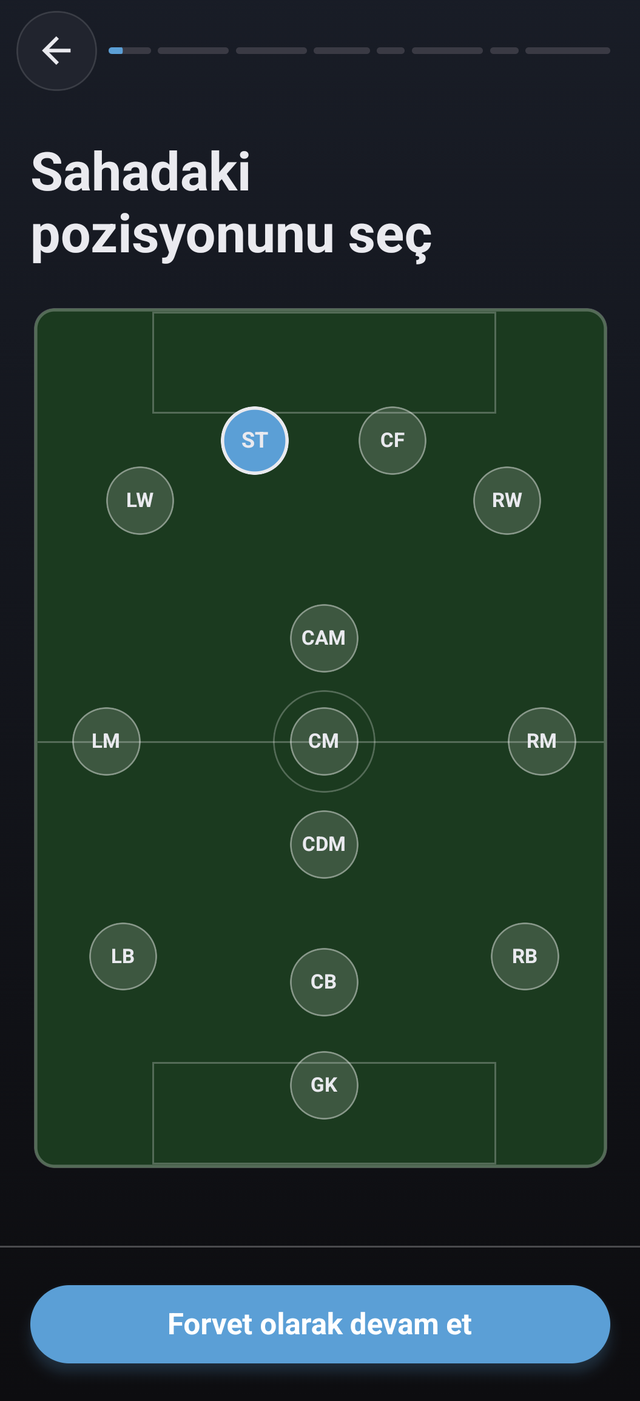 Sahadaki
pozisyonunu seç
ST
CF
LW
RW
CAM
LM
CM
RM
CDM
LB
RB
CB
GK
Forvet olarak devam et